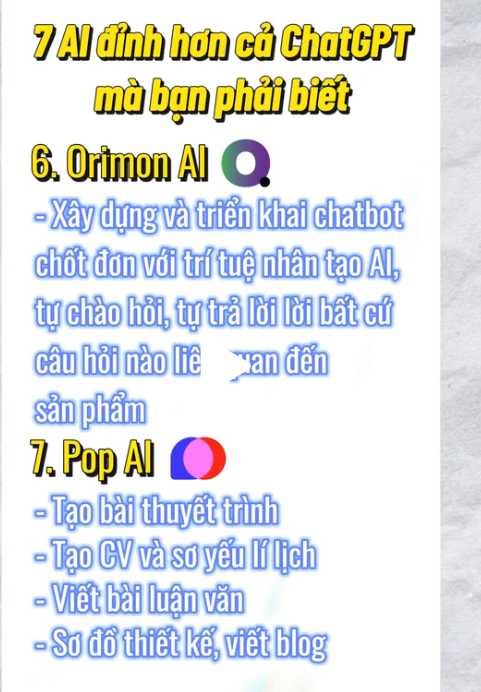 7 AI đỉnh hơn cả ChatGPT
mà bạn phải biết
6. Orimon AI
- Xây dựng và triển khai chatbot
chốt đơn với trí tuệ nhân tạo AI,
tự chào hỏi, tự trả lời lời bất cứ
câu hỏi nào đến
sản phẩm
7. Pop AI
- Tạo bài thuyết trình
- Tạo CV và sơ yếu lí lịch
- Viết bài luận văn
- Sơ đồ thiết kế, viết blog